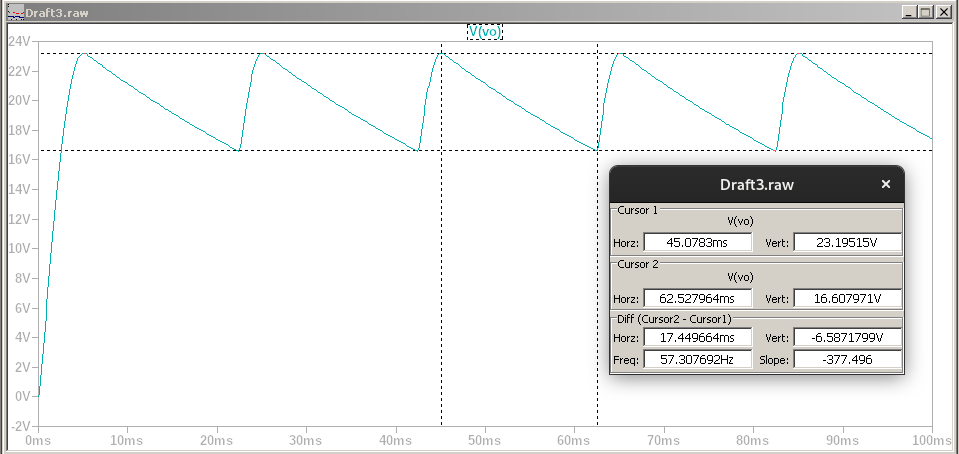 Draft3.raw
V(vo)
24V
22V
20V
18V
16V
14V
12V
10V
8V
6V
4V
2V
0V
-2V
0ms 10ms 20ms 30ms 40ms 50ms 60ms 70ms 80ms 90ms 100ms
Draft3.raw
Cursor 1
V(vo)
Horz: 45.0783ms Vert: 23.19515V
Cursor 2
V(vo)
Horz: 62.527964ms Vert: 16.607971V
Diff (Cursor2 - Cursor1)
Horz: 17.449664ms Vert: -6.5871799V
Freq: 57.307692Hz Slope: -377.496